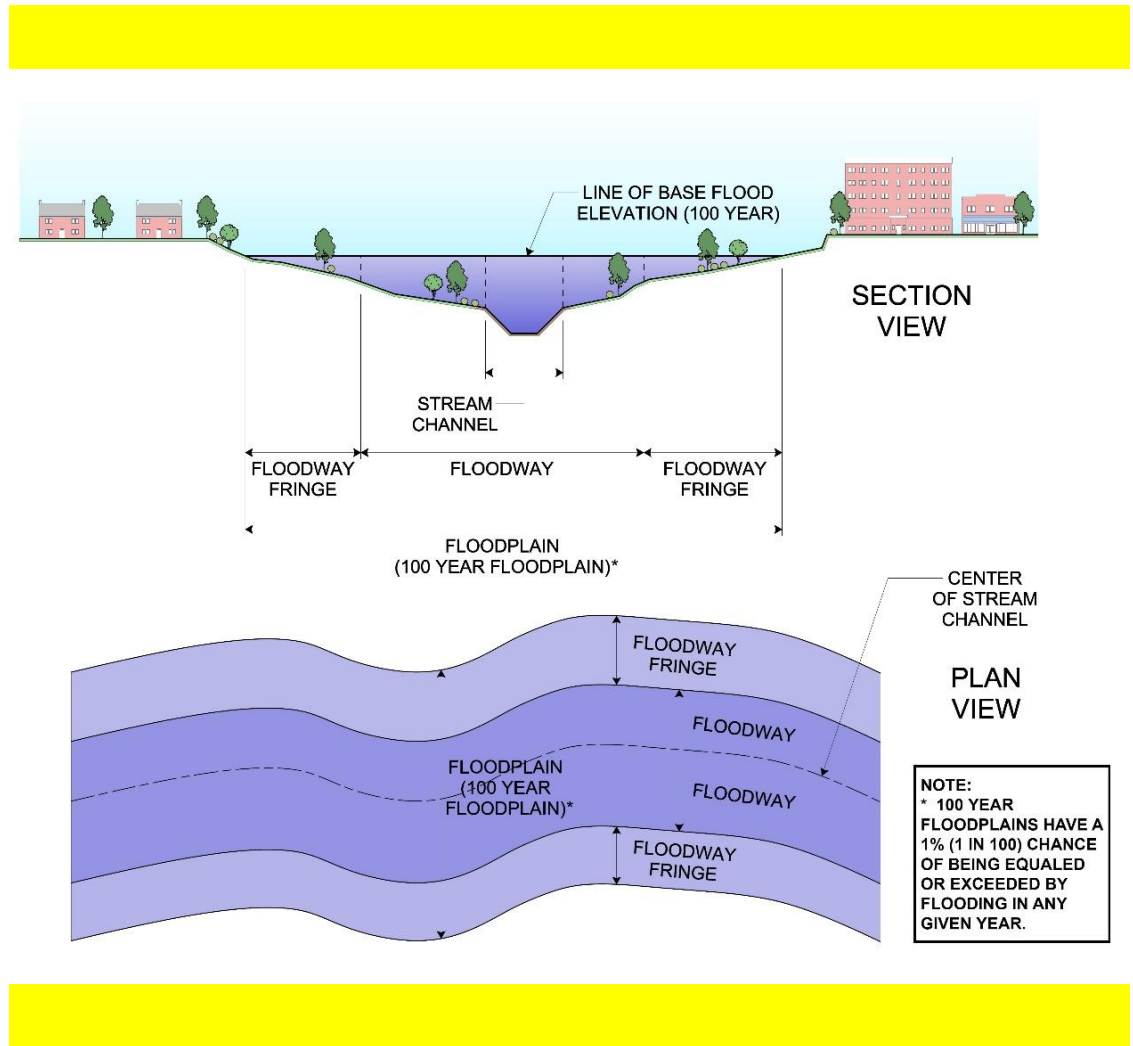 LINE OF BASE FLOOD
ELEVATION (100 YEAR)
SECTION
VIEW
STREAM
CHANNEL
FLOODWAY
FRINGE
FLOODWAY
FLOODWAY
FRINGE
FLOODPLAIN
(100 YEAR FLOODPLAIN)*
CENTER
OF STREAM
CHANNEL
FLOODWAY
FRINGE
PLAN
VIEW
FLOODWAY
FLOODPLAIN
(100 YEAR
FLOODPLAIN)*
FLOODWAY
FLOODWAY
FRINGE
NOTE:
* 100 YEAR
FLOODPLAINS HAVE A
1% (1 IN 100) CHANCE
OF BEING EQUALED
OR EXCEEDED BY
FLOODING IN ANY
GIVEN YEAR.